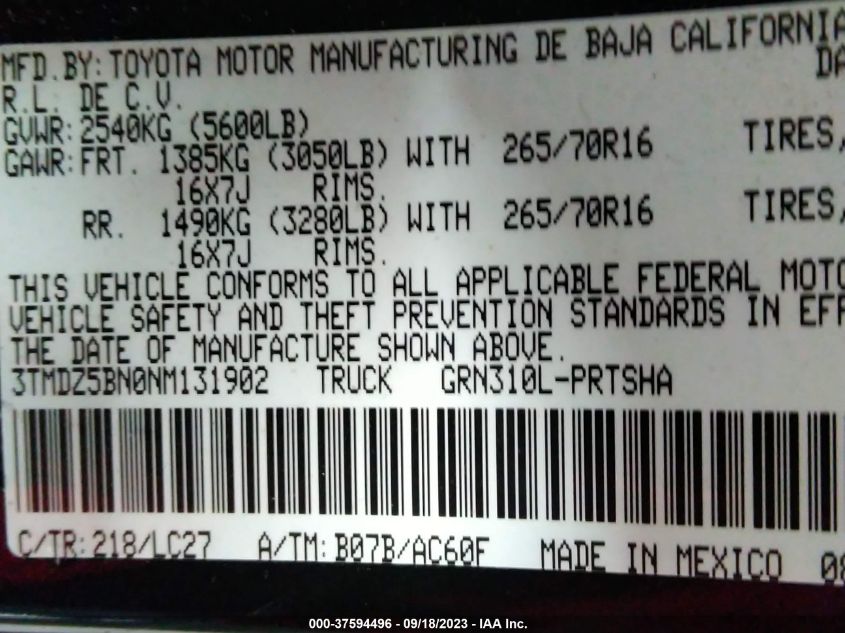 MFD.BY: TOYOTA MOTOR MANUFACTURING DE BAJA CALIFORNIA
R.L. DE C.V.
GVWR: 2540KG (5600LB)
GAWR: FRT. 1385KG (3050LB) WITH 265/70R16 TIRES,
16X7J RIMS.
RR. 1490KG (3280LB) WITH 265/70R16 TIRES,
16X7J RIMS.
THIS VEHICLE CONFORMS TO ALL APPLICABLE FEDERAL MOTO
VEHICLE SAFETY AND THEFT PREVENTION STANDARDS IN EFF
THE DATE OF MANUFACTURE SHOWN ABOVE.
3TMDZ5BN0NM131902 TRUCK GRN310L-PRTSHA
C/TR: 218/LC27 A/TM: B07B/AC60F MADE IN MEXICO
000-37594496 - 09/18/2023 - IAA Inc.